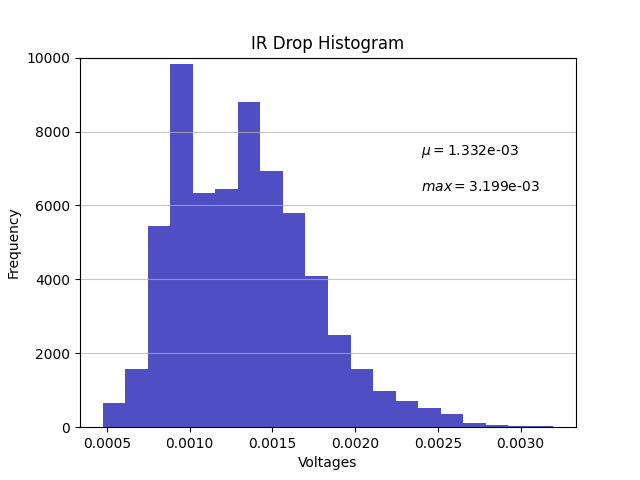 IR Drop Histogram
10000
8000
6000
4000
2000
0
Frequency
μ = 1.332e-03
max = 3.199e-03
0.0005 0.0010 0.0015 0.0020 0.0025 0.0030
Voltages